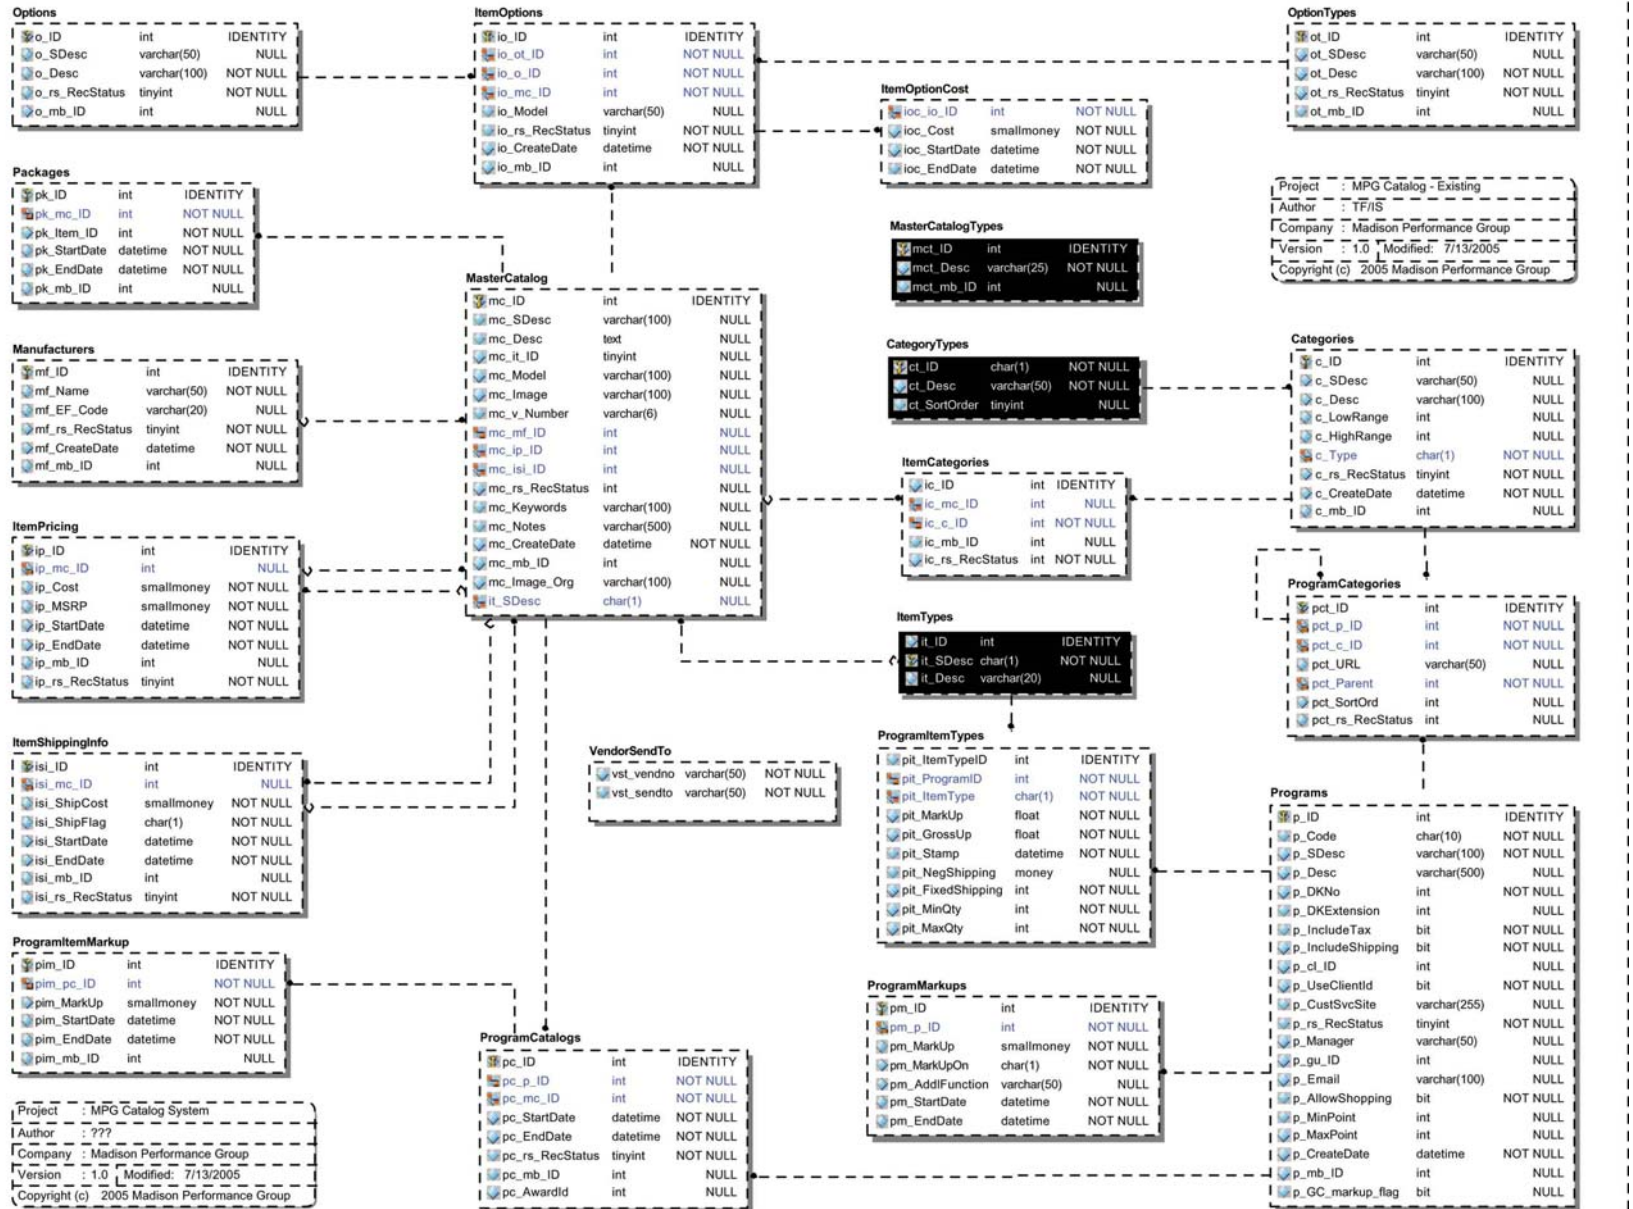 Options
o_ID int IDENTITY
o_SDesc varchar(50) NULL
o_Desc varchar(100) NOT NULL
o_rs_RecStatus tinyint NOT NULL
o_mb_ID int NULL
ItemOptions
io_ID int IDENTITY
io_ot_ID int NOT NULL
io_o_ID int NOT NULL
io_mc_ID int NOT NULL
io_Model varchar(50) NULL
io_rs_RecStatus tinyint NOT NULL
io_CreateDate datetime NOT NULL
io_mb_ID int NULL
OptionTypes
ot_ID int IDENTITY
ot_SDesc varchar(50) NULL
ot_Desc varchar(100) NOT NULL
ot_rs_RecStatus tinyint NOT NULL
ot_mb_ID int NULL
ItemOptionCost
ioc_io_ID int NOT NULL
ioc_Cost smallmoney NOT NULL
ioc_StartDate datetime NOT NULL
ioc_EndDate datetime NOT NULL
Packages
pk_ID int IDENTITY
pk_mc_ID int NOT NULL
pk_Item_ID int NOT NULL
pk_StartDate datetime NOT NULL
pk_EndDate datetime NOT NULL
pk_mb_ID int NULL
Project : MPG Catalog - Existing
Author : TF/IS
Company : Madison Performance Group
Version : 1.0 Modified: 7/13/2005
Copyright (c) 2005 Madison Performance Group
MasterCatalogTypes
mct_ID int IDENTITY
mct_Desc varchar(25) NOT NULL
mct_mb_ID int NULL
MasterCatalog
mc_ID int IDENTITY
mc_SDesc varchar(100) NULL
mc_Desc text NULL
mc_it_ID tinyint NULL
mc_Model varchar(100) NULL
mc_Image varchar(100) NULL
mc_v_Number varchar(6) NULL
mc_mf_ID int NULL
mc_ip_ID int NULL
mc_isi_ID int NULL
mc_rs_RecStatus int NULL
mc_Keywords varchar(100) NULL
mc_Notes varchar(500) NULL
mc_CreateDate datetime NOT NULL
mc_mb_ID int NULL
mc_Image_Org varchar(100) NULL
it_SDesc char(1) NULL
Manufacturers
mf_ID int IDENTITY
mf_Name varchar(50) NOT NULL
mf_EF_Code varchar(20) NULL
mf_rs_RecStatus tinyint NOT NULL
mf_CreateDate datetime NOT NULL
mf_mb_ID int NULL
CategoryTypes
ct_ID char(1) NOT NULL
ct_Desc varchar(50) NOT NULL
ct_SortOrder tinyint NULL
Categories
c_ID int IDENTITY
c_SDesc varchar(50) NULL
c_Desc varchar(100) NULL
c_LowRange int NULL
c_HighRange int NULL
c_Type char(1) NOT NULL
c_rs_RecStatus tinyint NOT NULL
c_CreateDate datetime NOT NULL
c_mb_ID int NULL
ItemCategories
ic_ID int IDENTITY
ic_mc_ID int NULL
ic_c_ID int NOT NULL
ic_mb_ID int NULL
ic_rs_RecStatus int NOT NULL
ItemPricing
ip_ID int IDENTITY
ip_mc_ID int NULL
ip_Cost smallmoney NOT NULL
ip_MSRP smallmoney NOT NULL
ip_StartDate datetime NOT NULL
ip_EndDate datetime NOT NULL
ip_mb_ID int NULL
ip_rs_RecStatus tinyint NOT NULL
ProgramCategories
pct_ID int IDENTITY
pct_p_ID int NOT NULL
pct_c_ID int NOT NULL
pct_URL varchar(50) NULL
pct_Parent int NOT NULL
pct_SortOrd int NULL
pct_rs_RecStatus int NULL
ItemTypes
it_ID int IDENTITY
it_SDesc char(1) NOT NULL
it_Desc varchar(20) NULL
ItemShippingInfo
isi_ID int IDENTITY
isi_mc_ID int NULL
isi_ShipCost smallmoney NOT NULL
isi_ShipFlag char(1) NOT NULL
isi_StartDate datetime NOT NULL
isi_EndDate datetime NOT NULL
isi_mb_ID int NULL
isi_rs_RecStatus tinyint NOT NULL
VendorSendTo
vst_vendno varchar(50) NOT NULL
vst_sendto varchar(50) NOT NULL
ProgramItemTypes
pit_ItemTypeID int IDENTITY
pit_ProgramID int NOT NULL
pit_ItemType char(1) NOT NULL
pit_MarkUp float NOT NULL
pit_GrossUp float NOT NULL
pit_Stamp datetime NOT NULL
pit_NegShipping money NULL
pit_FixedShipping int NOT NULL
pit_MinQty int NOT NULL
pit_MaxQty int NOT NULL
Programs
p_ID int IDENTITY
p_Code char(10) NOT NULL
p_SDesc varchar(100) NOT NULL
p_Desc varchar(500) NULL
p_DKNo int NOT NULL
p_DKExtension int NULL
p_IncludeTax bit NOT NULL
p_IncludeShipping bit NOT NULL
p_cl_ID int NULL
p_UseClientId bit NOT NULL
p_CustSvcSite varchar(255) NULL
p_rs_RecStatus tinyint NOT NULL
p_Manager varchar(50) NULL
p_gu_ID int NULL
p_Email varchar(100) NULL
p_AllowShopping bit NOT NULL
p_MinPoint int NULL
p_MaxPoint int NULL
p_CreateDate datetime NOT NULL
p_mb_ID int NULL
p_GC_markup_flag bit NULL
ProgramItemMarkup
pim_ID int IDENTITY
pim_pc_ID int NOT NULL
pim_MarkUp smallmoney NOT NULL
pim_StartDate datetime NOT NULL
pim_EndDate datetime NOT NULL
pim_mb_ID int NULL
ProgramMarkups
pm_ID int IDENTITY
pm_p_ID int NOT NULL
pm_MarkUp smallmoney NOT NULL
pm_MarkUpOn char(1) NOT NULL
pm_AddlFunction varchar(50) NULL
pm_StartDate datetime NOT NULL
pm_EndDate datetime NOT NULL
ProgramCatalogs
pc_ID int IDENTITY
pc_p_ID int NOT NULL
pc_mc_ID int NOT NULL
pc_StartDate datetime NOT NULL
pc_EndDate datetime NOT NULL
pc_rs_RecStatus tinyint NOT NULL
pc_mb_ID int NULL
pc_AwardId int NULL
Project : MPG Catalog System
Author : ???
Company : Madison Performance Group
Version : 1.0 Modified: 7/13/2005
Copyright (c) 2005 Madison Performance Group